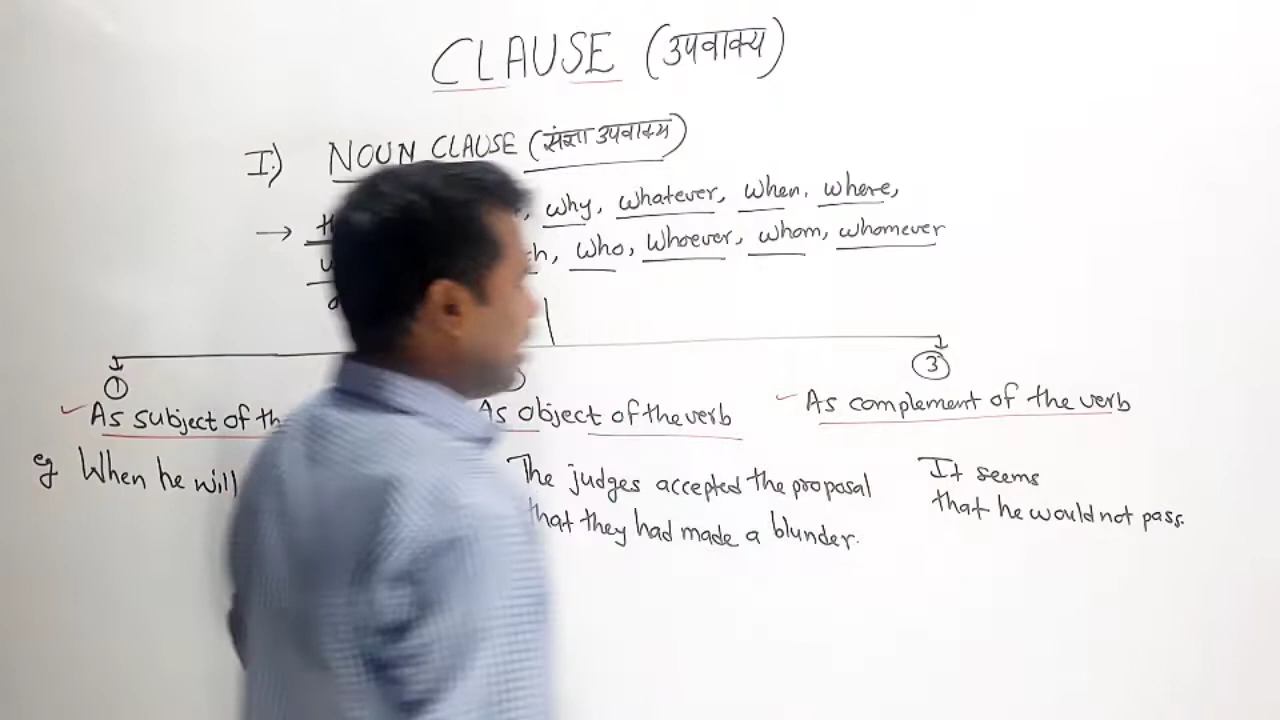 CLAUSE (उपवाक्य)
I.) NOUN CLAUSE (संज्ञा उपवाक्य)
→ why, whatever, when, where,
who, whoever, whom, whomever
① ③
✓ As subject of As object of the verb ✓ As complement of the verb
eg When he will The judges accepted the proposal It seems
that they had made a blunder. that he would not pass.